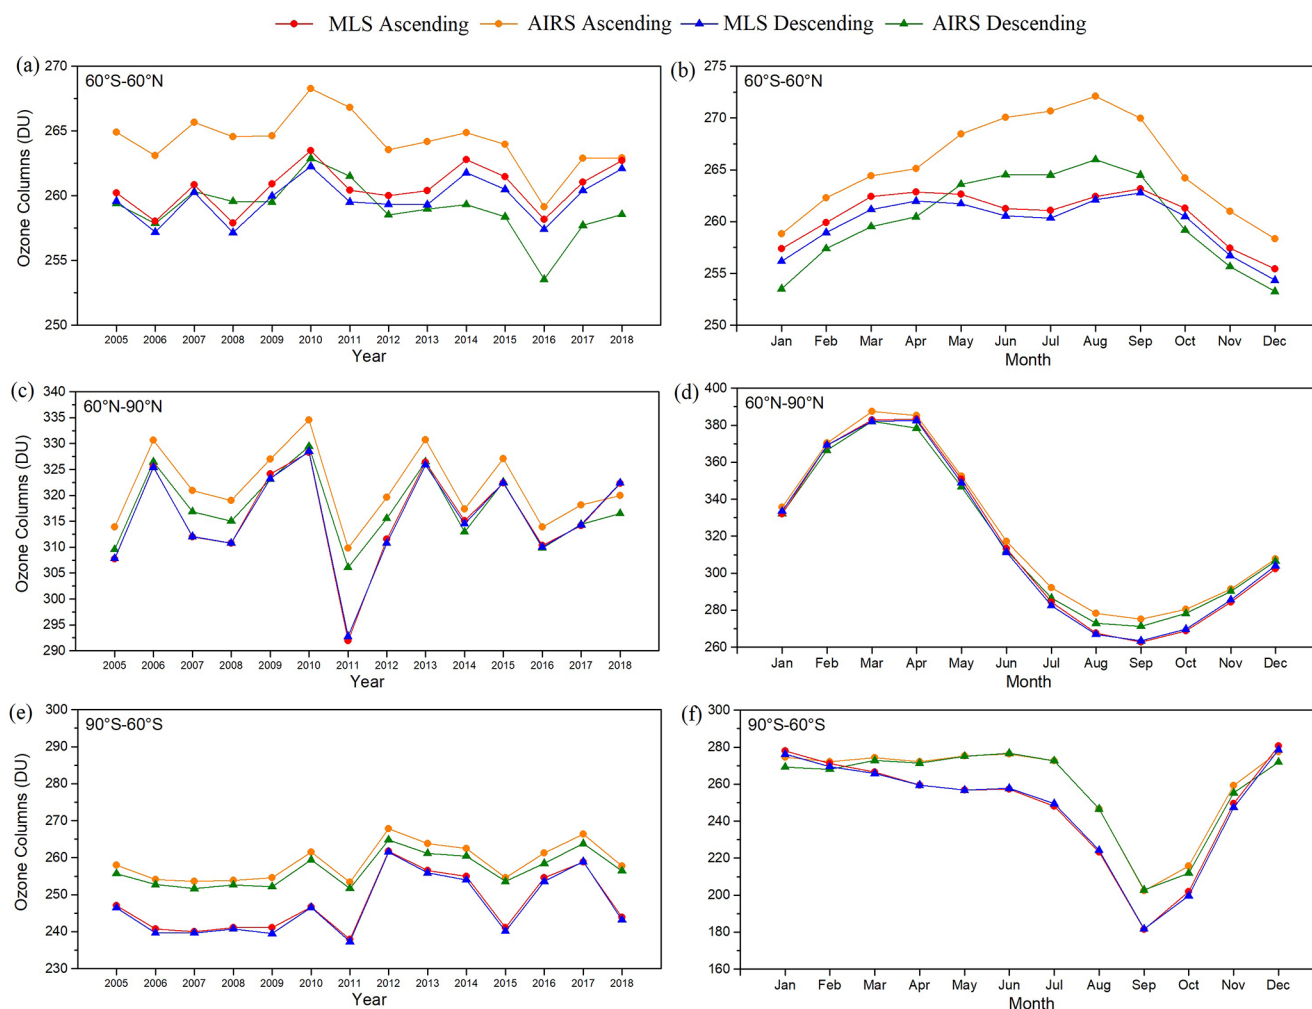 MLS Ascending AIRS Ascending MLS Descending AIRS Descending
(a)
60°S-60°N
Ozone Columns (DU)
270
265
260
255
250
2005 2006 2007 2008 2009 2010 2011 2012 2013 2014 2015 2016 2017 2018
Year
(b)
60°S-60°N
275
270
265
260
255
250
Jan Feb Mar Apr May Jun Jul Aug Sep Oct Nov Dec
Month
(c)
60°N-90°N
Ozone Columns (DU)
340
335
330
325
320
315
310
305
300
295
290
2005 2006 2007 2008 2009 2010 2011 2012 2013 2014 2015 2016 2017 2018
Year
(d)
60°N-90°N
400
380
360
340
320
300
280
260
Jan Feb Mar Apr May Jun Jul Aug Sep Oct Nov Dec
Month
(e)
90°S-60°S
Ozone Columns (DU)
300
290
280
270
260
250
240
230
2005 2006 2007 2008 2009 2010 2011 2012 2013 2014 2015 2016 2017 2018
Year
(f)
90°S-60°S
300
280
260
240
220
200
180
160
Jan Feb Mar Apr May Jun Jul Aug Sep Oct Nov Dec
Month